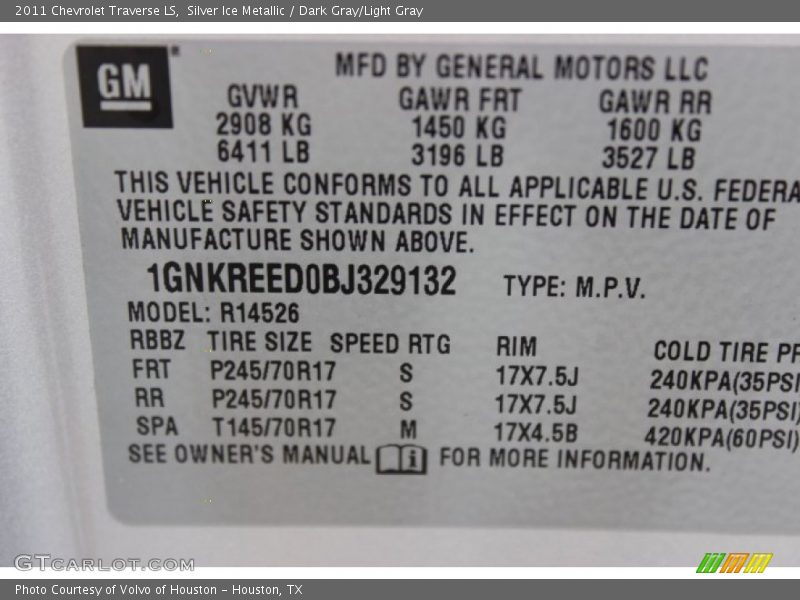 2011 Chevrolet Traverse LS, Silver Ice Metallic / Dark Gray/Light Gray
GM
MFD BY GENERAL MOTORS LLC
GVWR GAWR FRT GAWR RR
2908 KG 1450 KG 1600 KG
6411 LB 3196 LB 3527 LB
THIS VEHICLE CONFORMS TO ALL APPLICABLE U.S. FEDERA
VEHICLE SAFETY STANDARDS IN EFFECT ON THE DATE OF
MANUFACTURE SHOWN ABOVE.
1GNKREED0BJ329132 TYPE: M.P.V.
MODEL: R14526
RBBZ TIRE SIZE SPEED RTG RIM COLD TIRE PR
FRT P245/70R17 S 17X7.5J 240KPA(35PSI
RR P245/70R17 S 17X7.5J 240KPA(35PSI)
SPA T145/70R17 M 17X4.5B 420KPA(60PSI)
SEE OWNER'S MANUAL i FOR MORE INFORMATION.
GTCARLOT.COM
Photo Courtesy of Volvo of Houston - Houston, TX